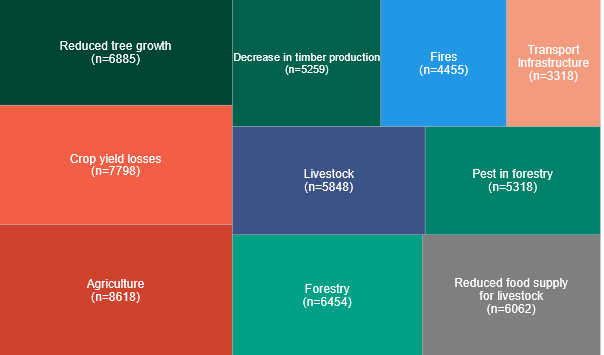 Reduced tree growth
(n=6885)
Decrease in timber production
(n=5259)
Fires
(n=4455)
Transport
Infrastructure
(n=3318)
Crop yield losses
(n=7798)
Livestock
(n=5848)
Pest in forestry
(n=5318)
Agriculture
(n=8618)
Forestry
(n=6454)
Reduced food supply
for livestock
(n=6062)